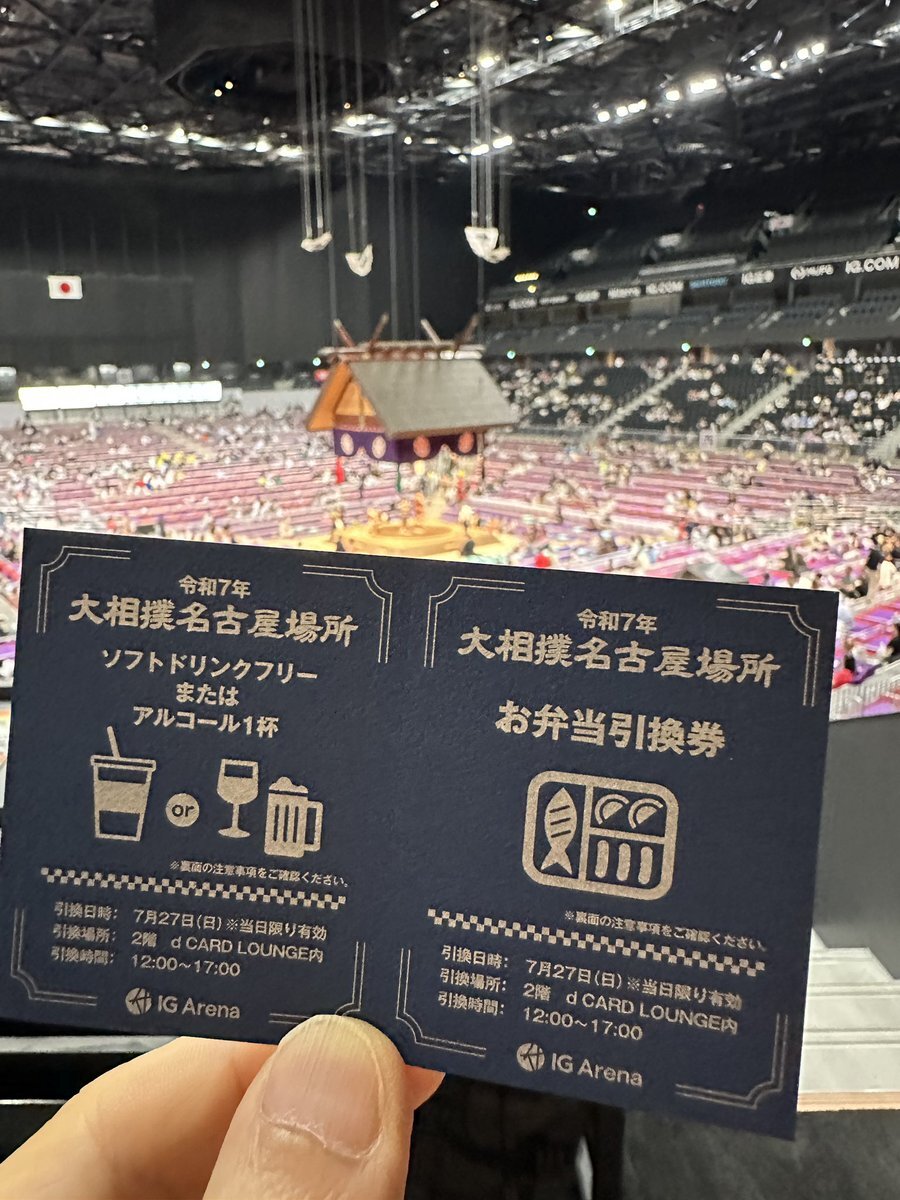 IG.COM
IG証券
MUFG
IG.COM
令和7年
大相撲名古屋場所
ソフトドリンクフリー
または
アルコール1杯
or
※裏面の注意事項をご確認ください。
引換日時: 7月27日(日)※当日限り有効
引換場所: 2階 d CARD LOUNGE内
引換時間: 12:00〜17:00
IG Arena
令和7年
大相撲名古屋場所
お弁当引換券
※裏面の注意事項をご確認ください。
引換日時: 7月27日(日)※当日限り有効
引換場所: 2階 d CARD LOUNGE内
引換時間: 12:00〜17:00
IG Arena